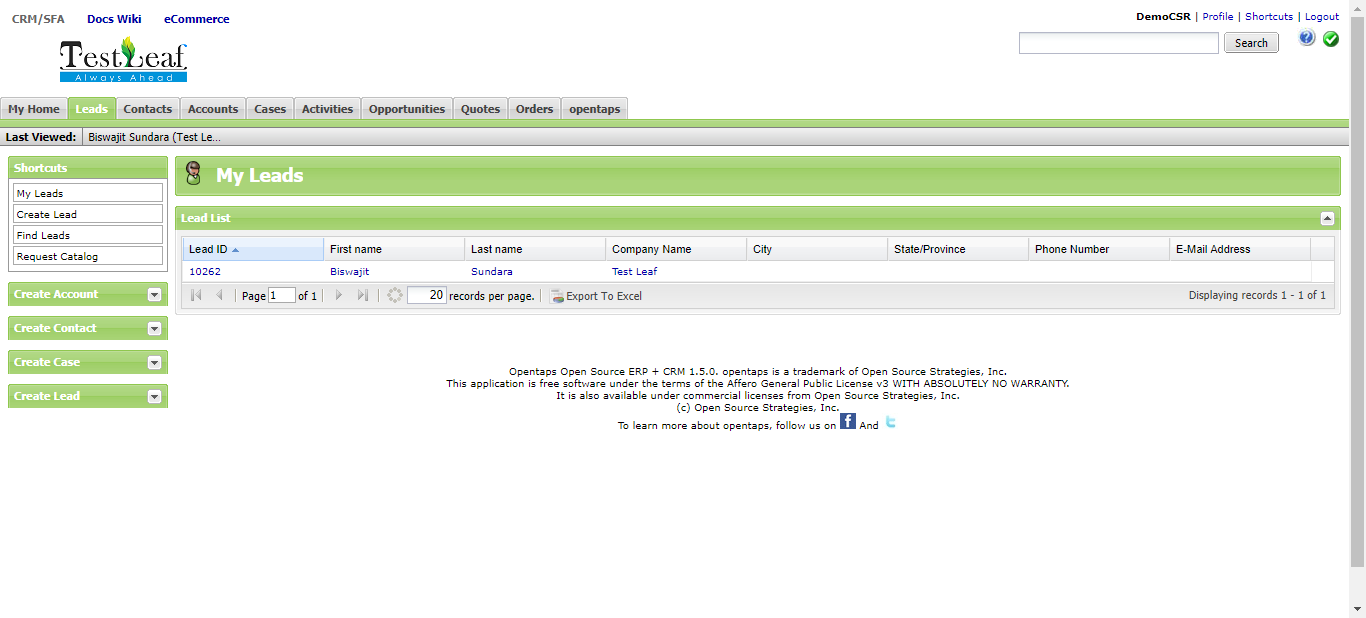 CRM/SFA Docs Wiki eCommerce
DemoCSR | Profile | Shortcuts | Logout
Search ?
TestLeaf
Always Ahead
My Home Leads Contacts Accounts Cases Activities Opportunities Quotes Orders opentaps
Last Viewed: Biswajit Sundara (Test Le...
Shortcuts
My Leads
Create Lead
Find Leads
Request Catalog
Create Account
Create Contact
Create Case
Create Lead
My Leads
Lead List
Lead ID First name Last name Company Name City State/Province Phone Number E-Mail Address
10262 Biswajit Sundara Test Leaf
Page 1 of 1 20 records per page. Export To Excel Displaying records 1 - 1 of 1
Opentaps Open Source ERP + CRM 1.5.0. opentaps is a trademark of Open Source Strategies, Inc.
This application is free software under the terms of the Affero General Public License v3 WITH ABSOLUTELY NO WARRANTY.
It is also available under commercial licenses from Open Source Strategies, Inc.
(c) Open Source Strategies, Inc.
To learn more about opentaps, follow us on f And t